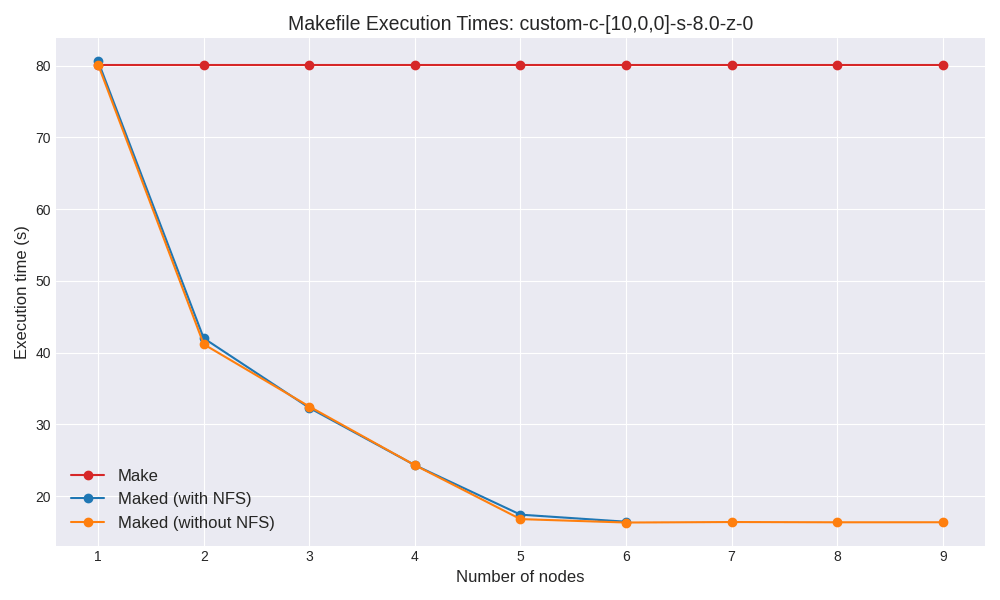 Makefile Execution Times: custom-c-[10,0,0]-s-8.0-z-0
80
70
60
50
40
30
20
Execution time (s)
Make
Maked (with NFS)
Maked (without NFS)
1 2 3 4 5 6 7 8 9
Number of nodes